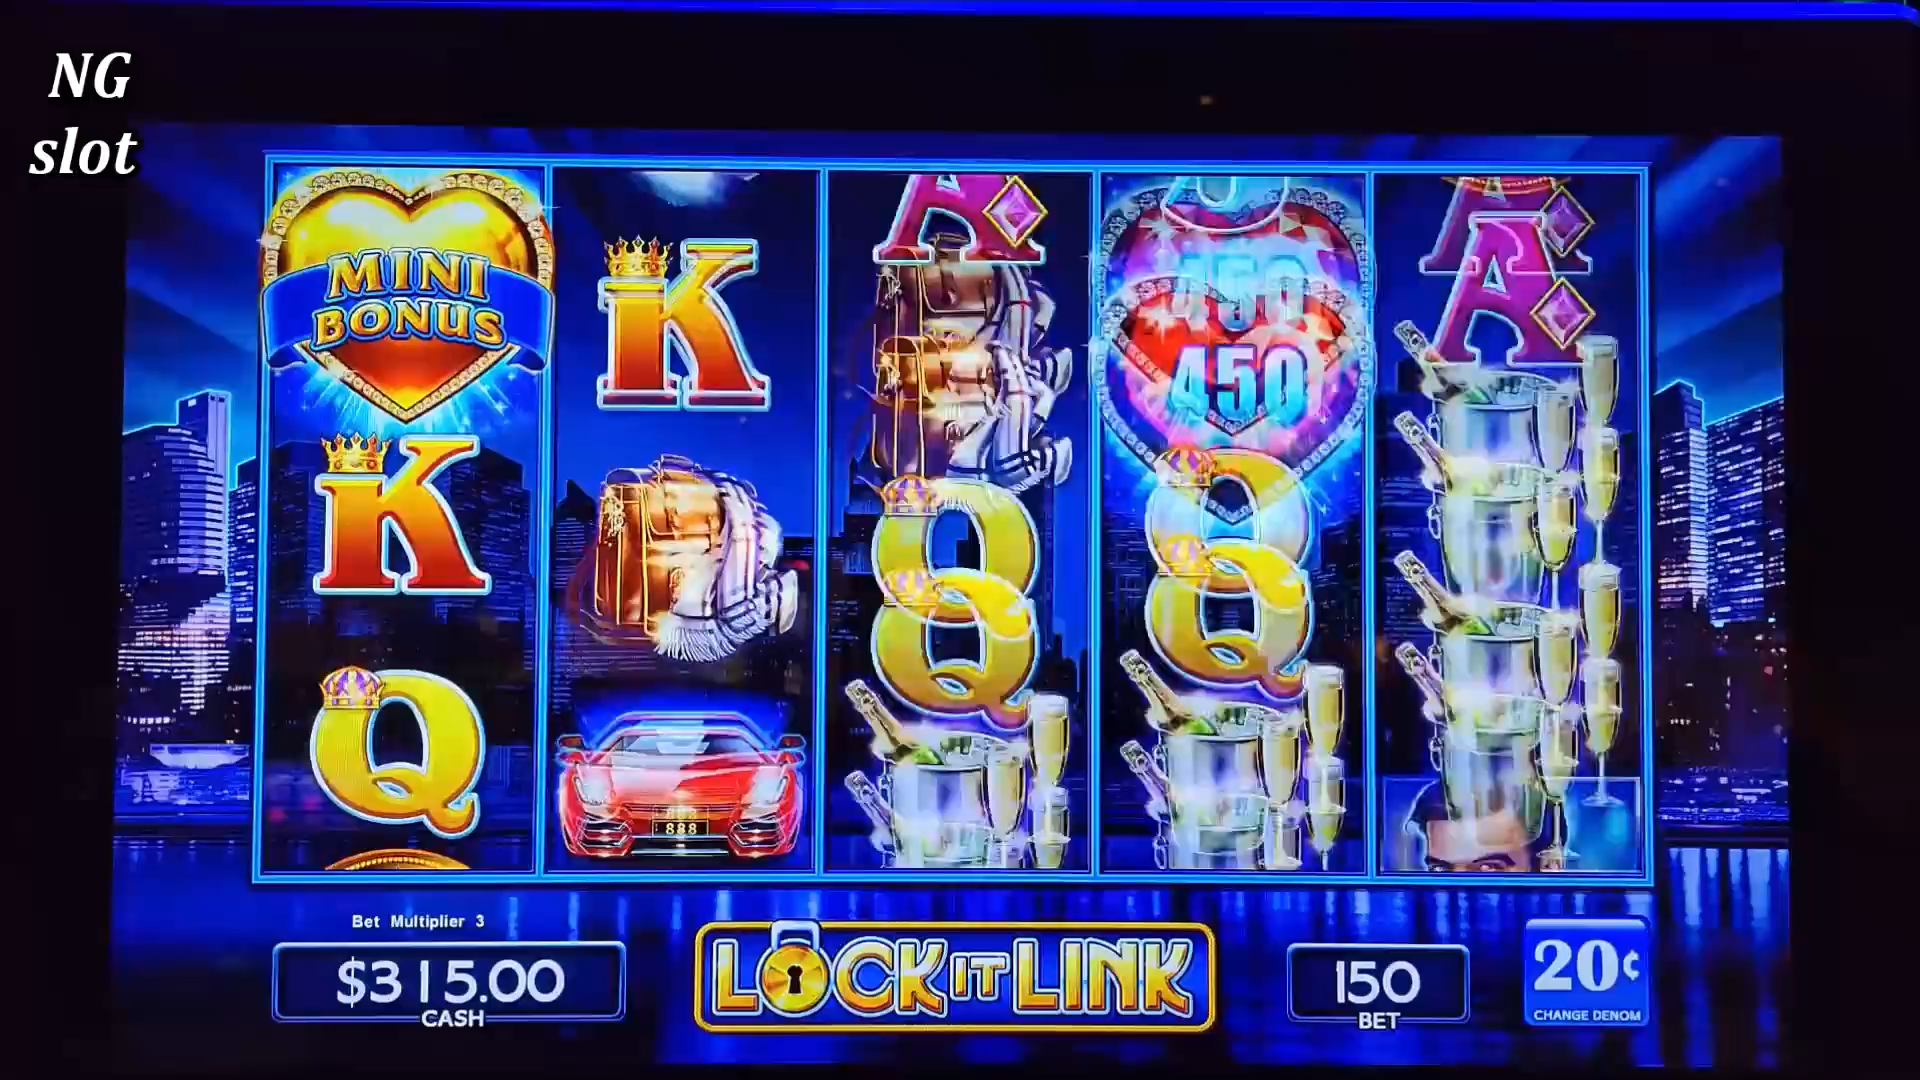 NG
slot
MINI
BONUS
K
A
450
450
A
A
K
Q
Q
Q
Q
Q
888
Bet Multiplier 3
$315.00
CASH
LOCK IT LINK
150
BET
20¢
CHANGE DENOM